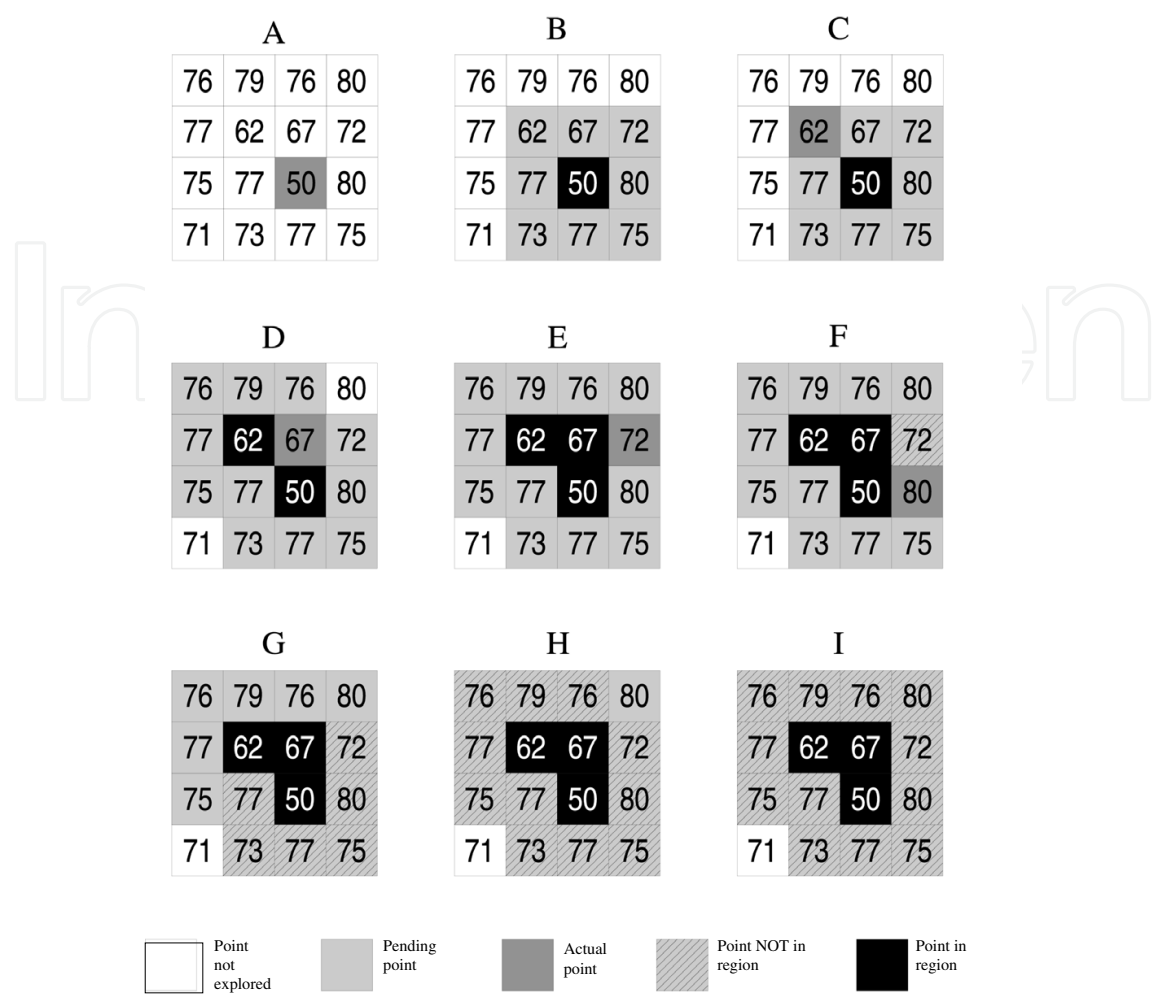 A B C
76 79 76 80 76 79 76 80 76 79 76 80
77 62 67 72 77 62 67 72 77 62 67 72
75 77 50 80 75 77 50 80 75 77 50 80
71 73 77 75 71 73 77 75 71 73 77 75
D E F
76 79 76 80 76 79 76 80 76 79 76 80
77 62 67 72 77 62 67 72 77 62 67 72
75 77 50 80 75 77 50 80 75 77 50 80
71 73 77 75 71 73 77 75 71 73 77 75
G H I
76 79 76 80 76 79 76 80 76 79 76 80
77 62 67 72 77 62 67 72 77 62 67 72
75 77 50 80 75 77 50 80 75 77 50 80
71 73 77 75 71 73 77 75 71 73 77 75
Point
not
explored
Pending
point
Actual
point
Point NOT in
region
Point in
region